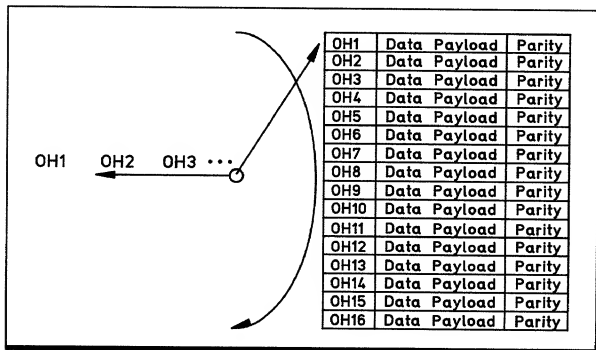 OH1 OH2 OH3 ...
OH1 Data Payload Parity
OH2 Data Payload Parity
OH3 Data Payload Parity
OH4 Data Payload Parity
OH5 Data Payload Parity
OH6 Data Payload Parity
OH7 Data Payload Parity
OH8 Data Payload Parity
OH9 Data Payload Parity
OH10 Data Payload Parity
OH11 Data Payload Parity
OH12 Data Payload Parity
OH13 Data Payload Parity
OH14 Data Payload Parity
OH15 Data Payload Parity
OH16 Data Payload Parity